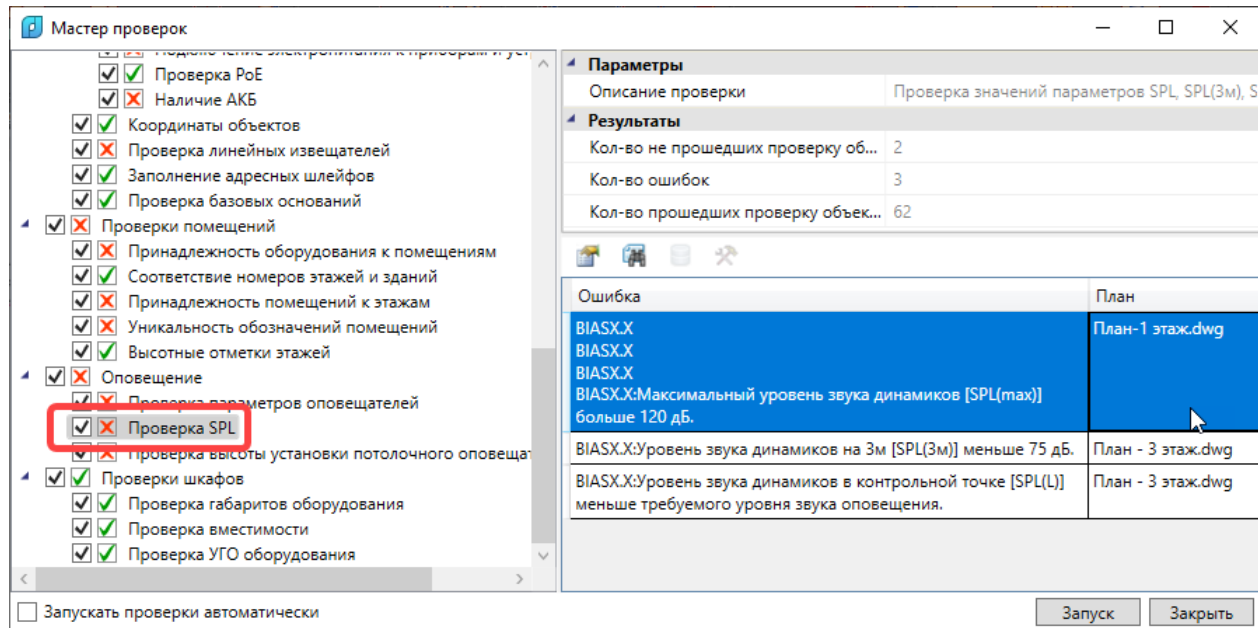 Мастер проверок
Проверка PoE
Наличие АКБ
Координаты объектов
Проверка линейных извещателей
Заполнение адресных шлейфов
Проверка базовых оснований
Проверки помещений
Принадлежность оборудования к помещениям
Соответствие номеров этажей и зданий
Принадлежность помещений к этажам
Уникальность обозначений помещений
Высотные отметки этажей
Оповещение
Проверка параметров оповещателей
Проверка SPL
Проверка высоты установки потолочного оповещат
Проверки шкафов
Проверка габаритов оборудования
Проверка вместимости
Проверка УГО оборудования
Запускать проверки автоматически
Параметры
Описание проверки Проверка значений параметров SPL, SPL(3м), S
Результаты
Кол-во не прошедших проверку об... 2
Кол-во ошибок 3
Кол-во прошедших проверку объек... 62
Ошибка План
BIASX.X План-1 этаж.dwg
BIASX.X
BIASX.X
BIASX.X:Максимальный уровень звука динамиков [SPL(max)]
больше 120 дБ.
BIASX.X:Уровень звука динамиков на 3м [SPL(3м)] меньше 75 дБ. План - 3 этаж.dwg
BIASX.X:Уровень звука динамиков в контрольной точке [SPL(L)] План - 3 этаж.dwg
меньше требуемого уровня звука оповещения.
Запуск Закрыть